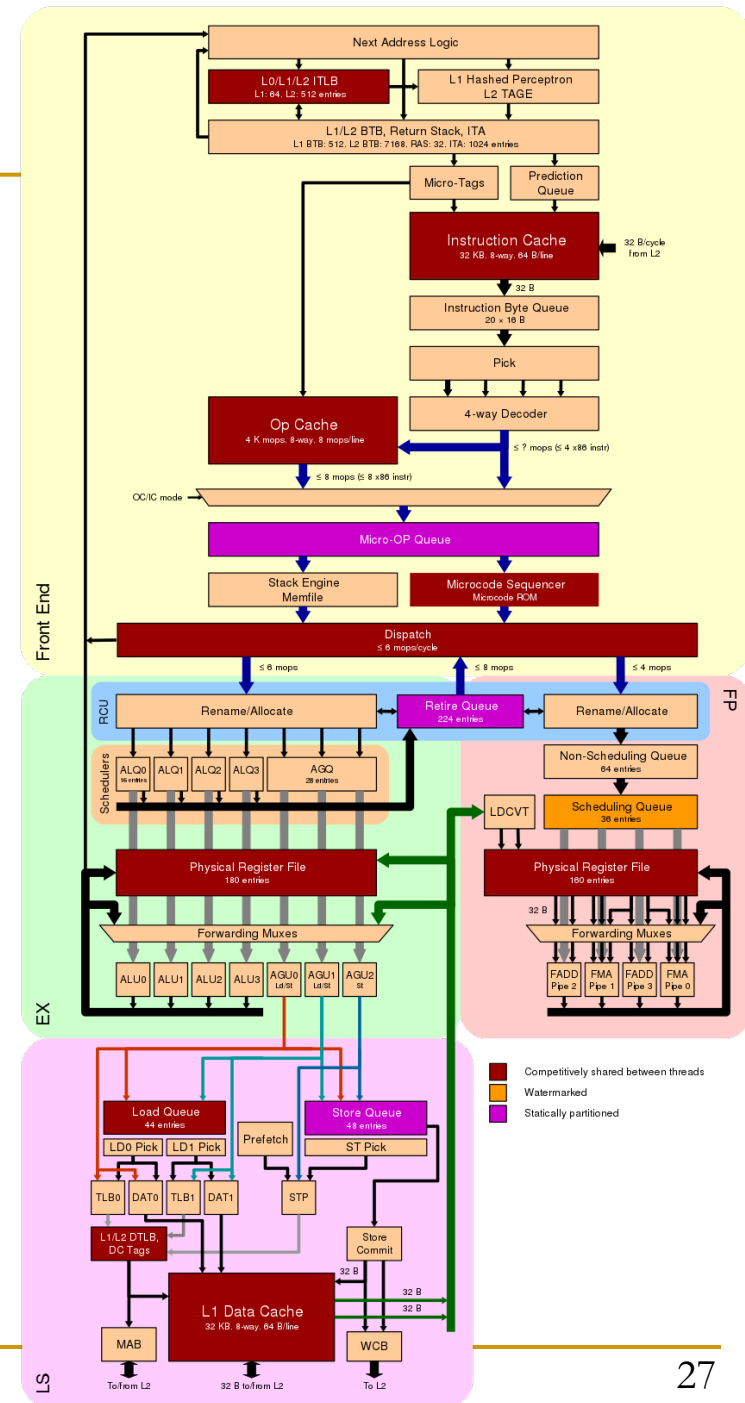 Next Address Logic
L0/L1/L2 ITLB
L1: 64. L2: 512 entries
L1 Hashed Perceptron
L2 TAGE
L1/L2 BTB, Return Stack, ITA
L1 BTB: 512. L2 BTB: 7168. RAS: 32. ITA: 1024 entries
Micro-Tags
Prediction
Queue
Instruction Cache
32 KB. 8-way. 64 B/line
32 B/cycle
from L2
32 B
Instruction Byte Queue
20 × 16 B
Pick
4-way Decoder
Op Cache
4 K mops. 8-way. 8 mops/line
≤ ? mops (≤ 4 x86 instr)
≤ 8 mops (≤ 8 x86 instr)
OC/IC mode
Micro-OP Queue
Stack Engine
Memfile
Microcode Sequencer
Microcode ROM
Front End
Dispatch
≤ 6 mops/cycle
≤ 6 mops
≤ 8 mops
≤ 4 mops
RCU
Rename/Allocate
Retire Queue
224 entries
Rename/Allocate
FP
Schedulers
ALQ0
16 entries
ALQ1
ALQ2
ALQ3
AGQ
28 entries
Non-Scheduling Queue
64 entries
LDCVT
Scheduling Queue
36 entries
Physical Register File
180 entries
Physical Register File
160 entries
32 B
Forwarding Muxes
Forwarding Muxes
ALU0
ALU1
ALU2
ALU3
AGU0
Ld/St
AGU1
Ld/St
AGU2
St
FADD
Pipe 2
FMA
Pipe 1
FADD
Pipe 3
FMA
Pipe 0
EX
Competitively shared between threads
Watermarked
Statically partitioned
Load Queue
44 entries
Store Queue
48 entries
LD0 Pick
LD1 Pick
Prefetch
ST Pick
TLB0
DAT0
TLB1
DAT1
STP
L1/L2 DTLB,
DC Tags
Store
Commit
32 B
L1 Data Cache
32 KB. 8-way. 64 B/line
32 B
32 B
MAB
WCB
LS
To/from L2
32 B to/from L2
To L2
27